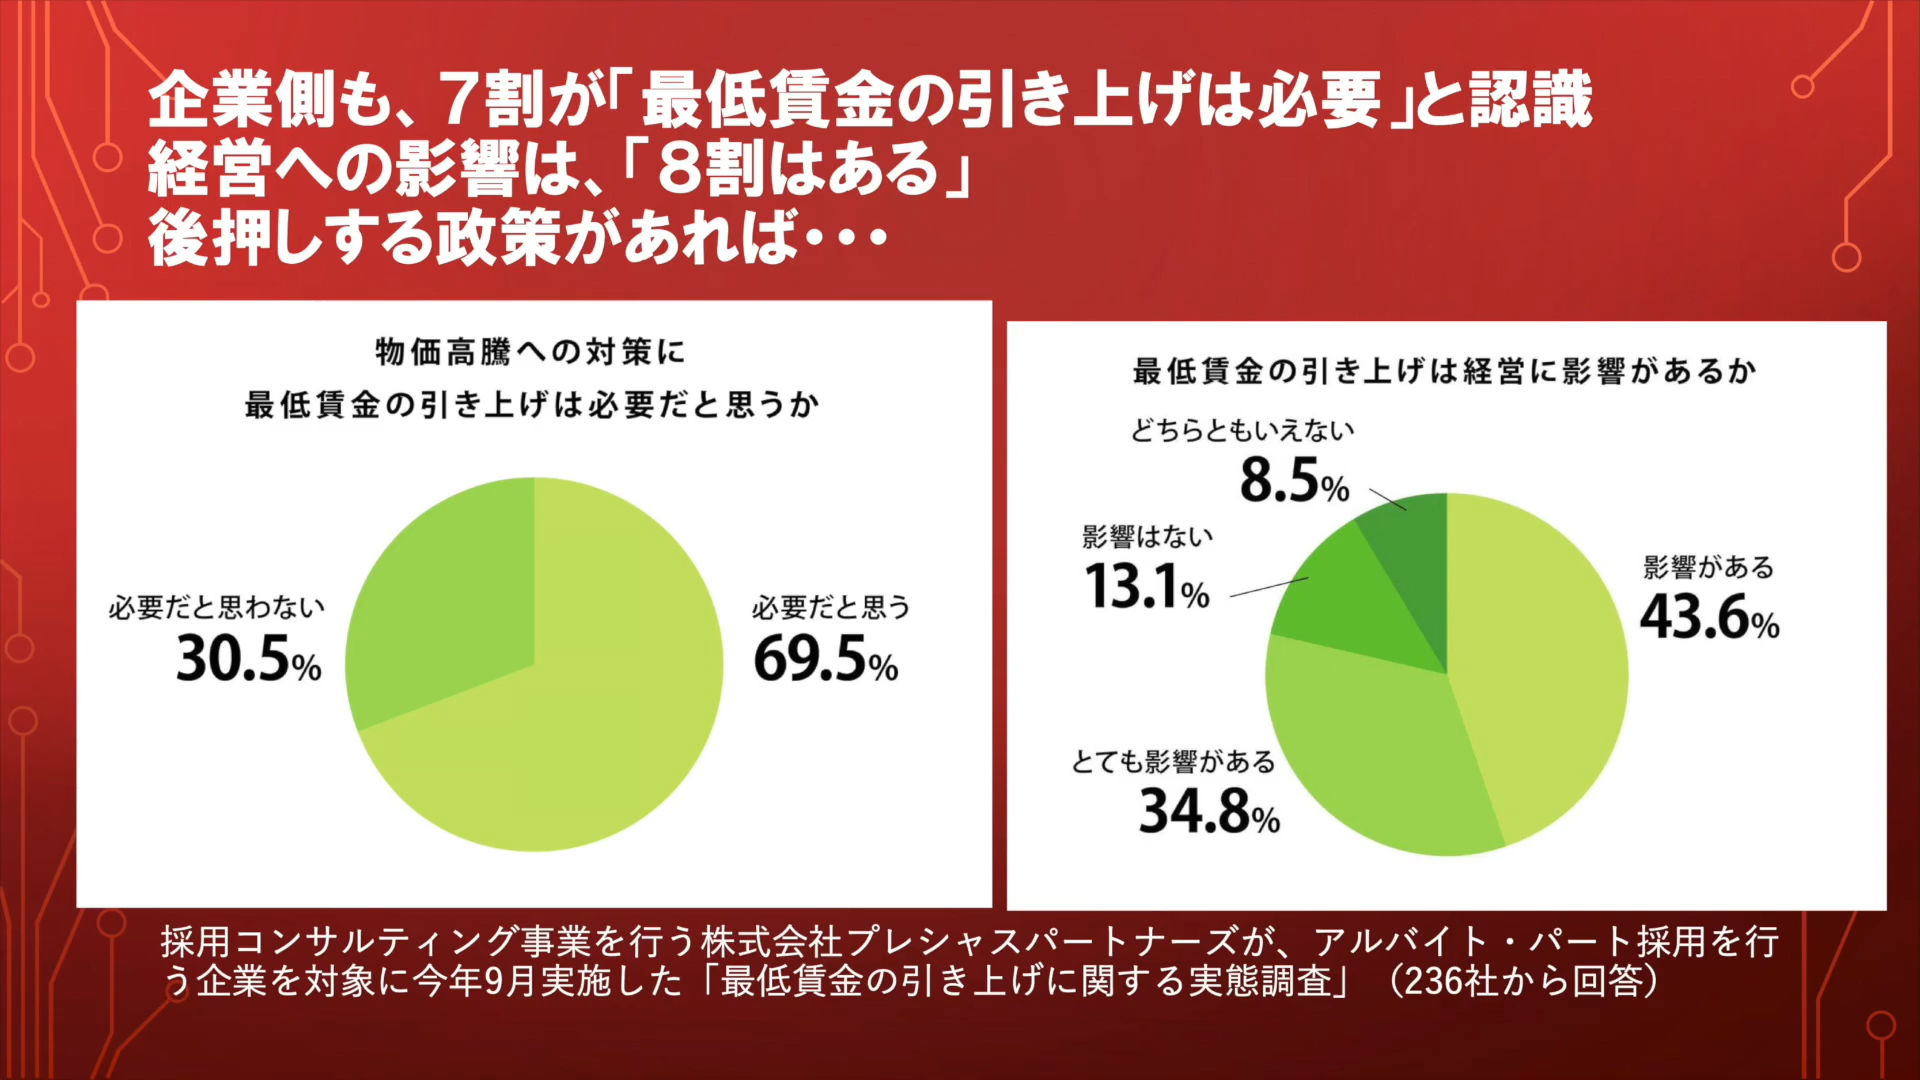 企業側も、７割が「最低賃金の引き上げは必要」と認識
経営への影響は、「８割はある」
後押しする政策があれば・・・
物価高騰への対策に
最低賃金の引き上げは必要だと思うか
必要だと思わない
30.5%
必要だと思う
69.5%
最低賃金の引き上げは経営に影響があるか
どちらともいえない
8.5%
影響はない
13.1%
影響がある
43.6%
とても影響がある
34.8%
採用コンサルティング事業を行う株式会社プレシャスパートナーズが、アルバイト・パート採用を行
う企業を対象に今年9月実施した「最低賃金の引き上げに関する実態調査」（236社から回答）